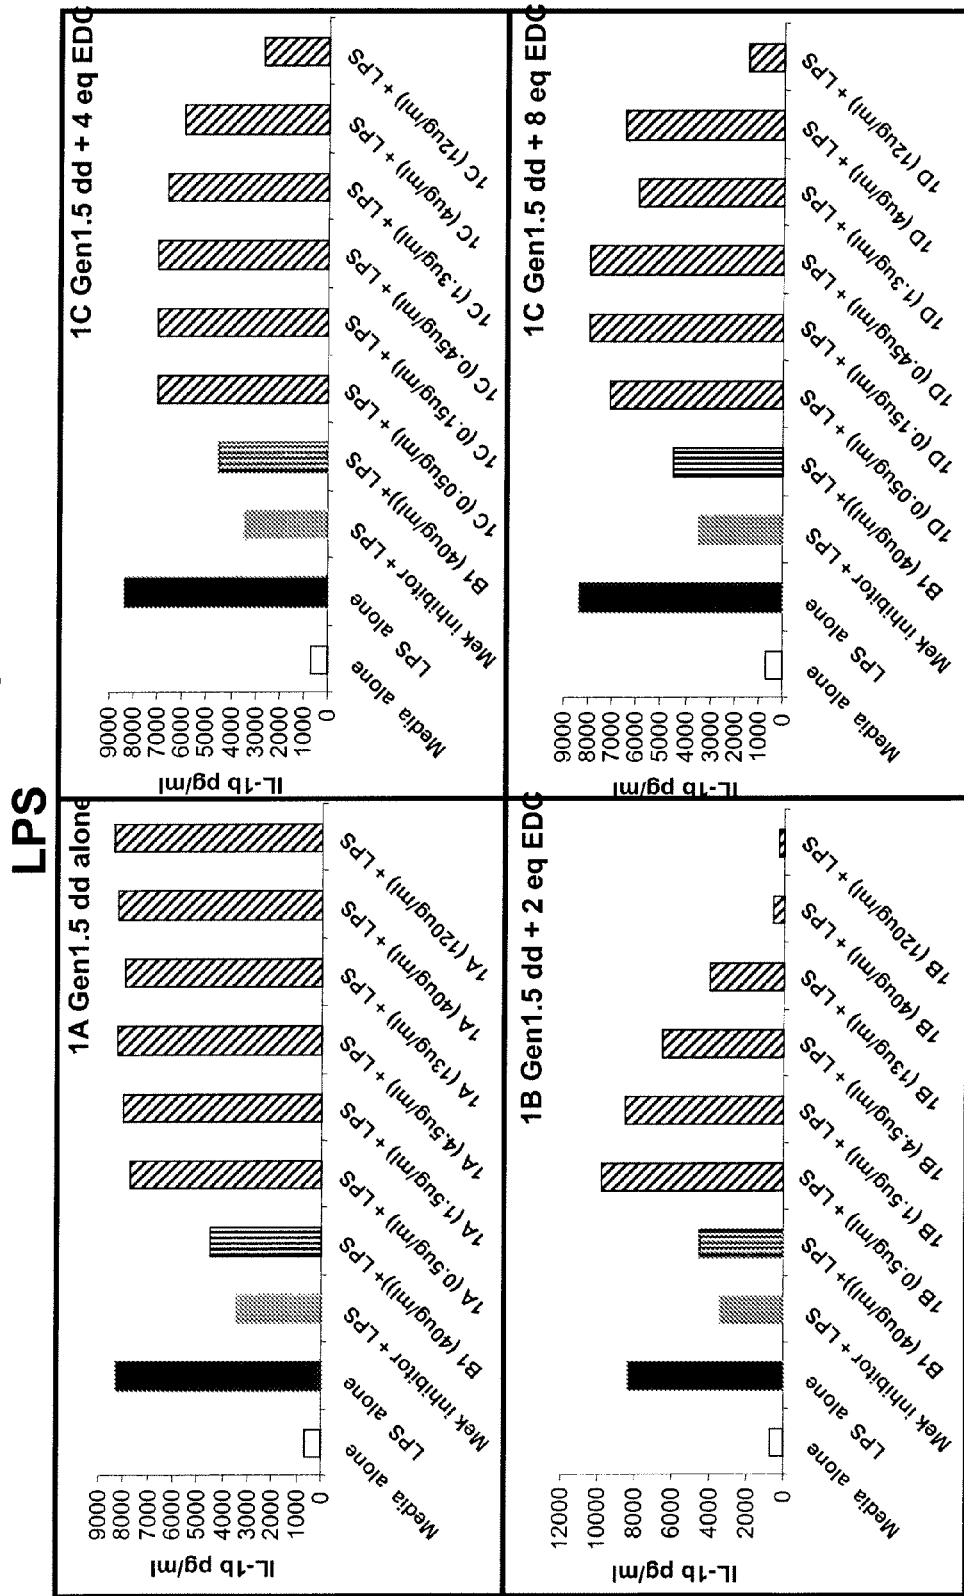 LPS
1A Gen1.5 dd alone
IL-1b pg/ml
9000
8000
7000
6000
5000
4000
3000
2000
1000
0
Media alone
LPS alone
Mek inhibitor + LPS
B1 (40ug/ml))+ LPS
1A (0.5ug/ml) + LPS
1A (1.5ug/ml) + LPS
1A (4.5ug/ml) + LPS
1A (13ug/ml) + LPS
1A (40ug/ml) + LPS
1A (120ug/ml) + LPS
1C Gen1.5 dd + 4 eq EDC
IL-1b pg/ml
9000
8000
7000
6000
5000
4000
3000
2000
1000
0
Media alone
LPS alone
Mek inhibitor + LPS
B1 (40ug/ml))+ LPS
1C (0.05ug/ml) + LPS
1C (0.15ug/ml) + LPS
1C (0.45ug/ml) + LPS
1C (1.3ug/ml) + LPS
1C (4ug/ml) + LPS
1C (12ug/ml) + LPS
1B Gen1.5 dd + 2 eq EDC
IL-1b pg/ml
12000
10000
8000
6000
4000
2000
0
Media alone
LPS alone
Mek inhibitor + LPS
B1 (40ug/ml))+ LPS
1B (0.5ug/ml) + LPS
1B (1.5ug/ml) + LPS
1B (4.5ug/ml) + LPS
1B (13ug/ml) + LPS
1B (40ug/ml) + LPS
1B (120ug/ml) + LPS
1C Gen1.5 dd + 8 eq EDC
IL-1b pg/ml
9000
8000
7000
6000
5000
4000
3000
2000
1000
0
Media alone
LPS alone
Mek inhibitor + LPS
B1 (40ug/ml))+ LPS
1D (0.05ug/ml) + LPS
1D (0.15ug/ml) + LPS
1D (0.45ug/ml) + LPS
1D (1.3ug/ml) + LPS
1D (4ug/ml) + LPS
1D (12ug/ml) + LPS